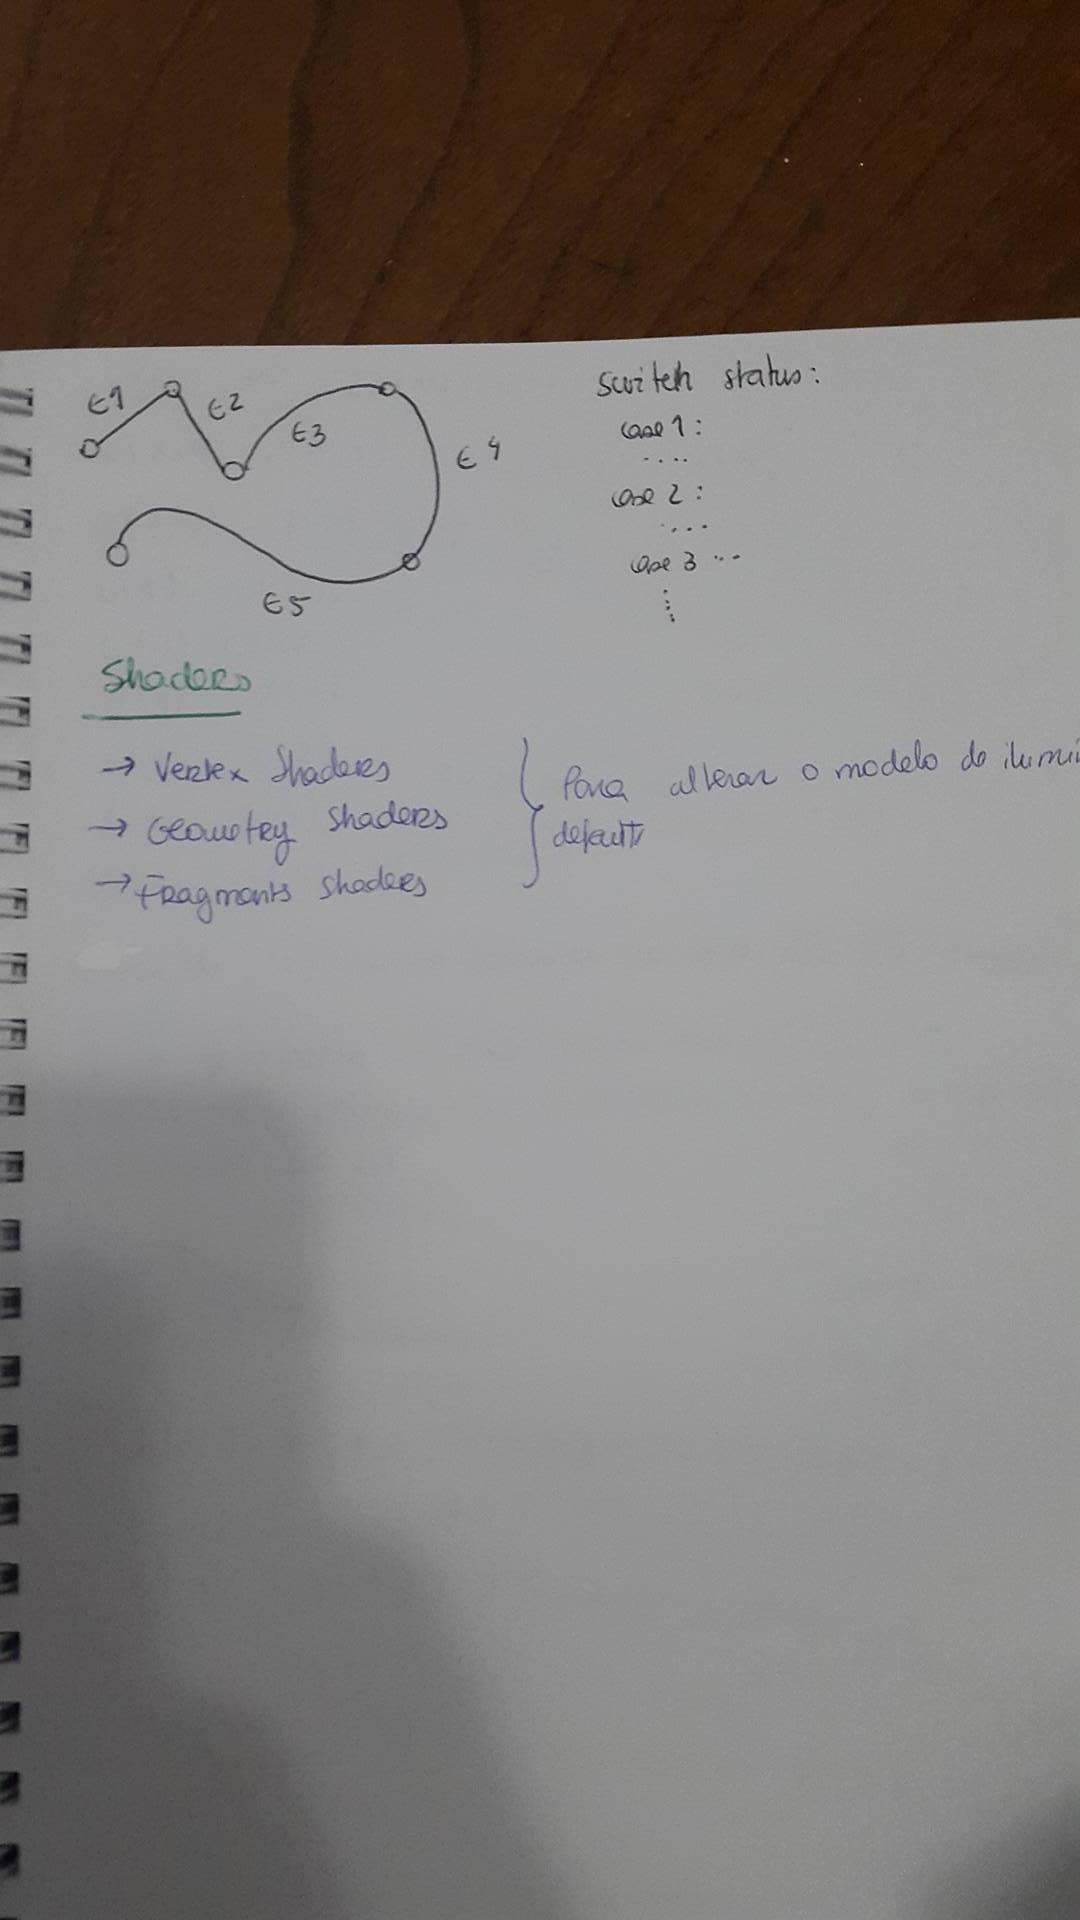 E1
E2
E3
E4
E5
switch status:
case 1:
....
case 2:
....
case 3 ...
Shaders
→ Vertex Shaders
→ Geometry shaders
→ Fragments shaders
Para alterar o modelo de ilumi
default